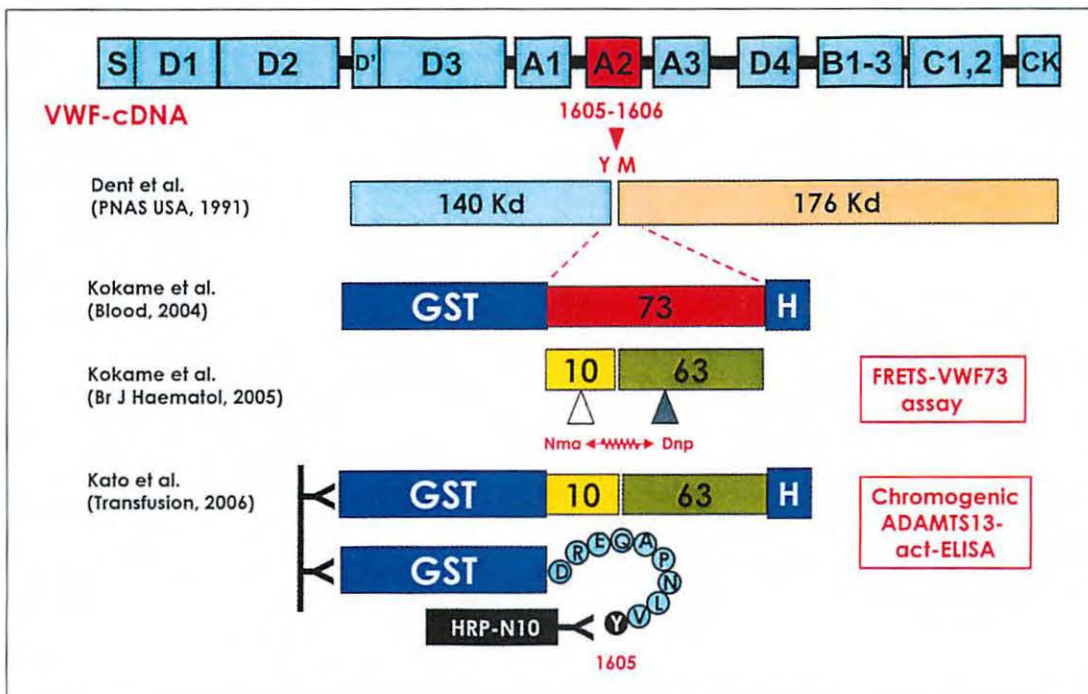 S D1 D2 D' D3 A1 A2 A3 D4 B1-3 C1,2 CK
VWF-cDNA
1605-1606
Y M
Dent et al.
(PNAS USA, 1991)
140 Kd 176 Kd
Kokame et al.
(Blood, 2004)
GST 73 H
Kokame et al.
(Br J Haematol, 2005)
10 63
Nma Dnp
FRETS-VWF73
assay
Kato et al.
(Transfusion, 2006)
GST 10 63 H
Chromogenic
ADAMTS13-
act-ELISA
GST D R E Q A P N L V Y
HRP-N10
1605